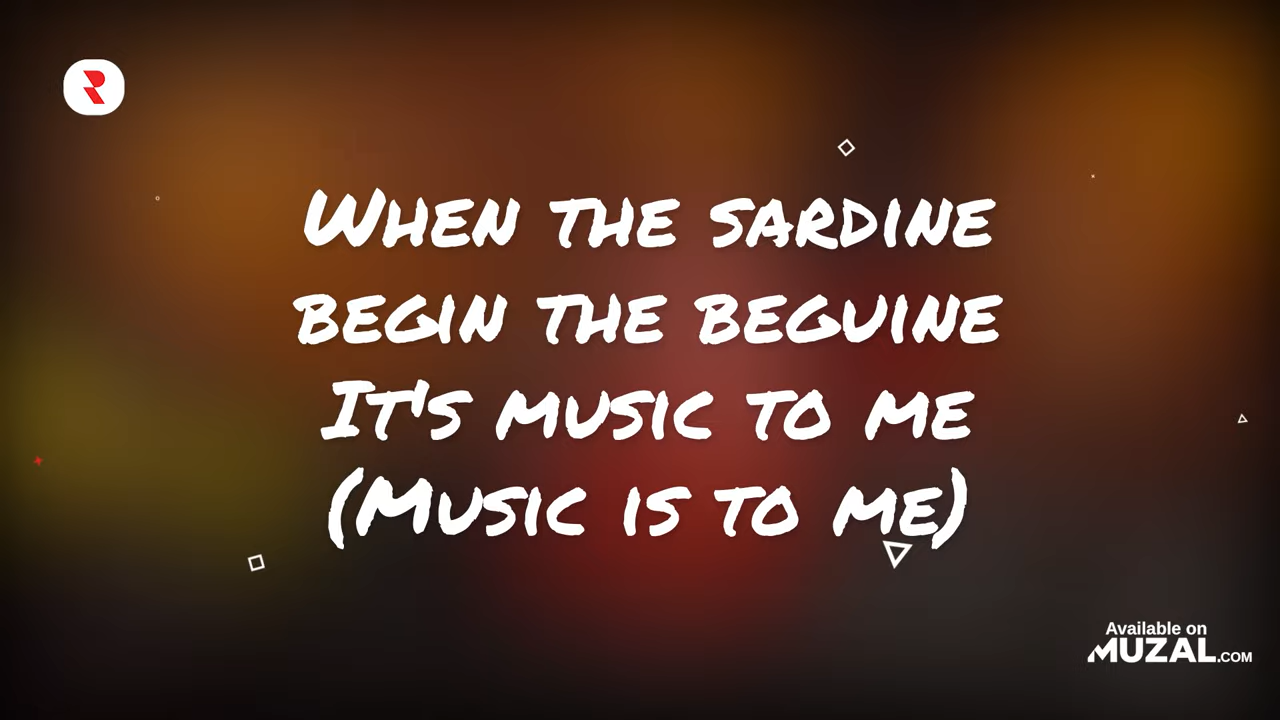 When the sardine
begin the beguine
It's music to me
(Music is to me)
Available on
MUZAL.COM